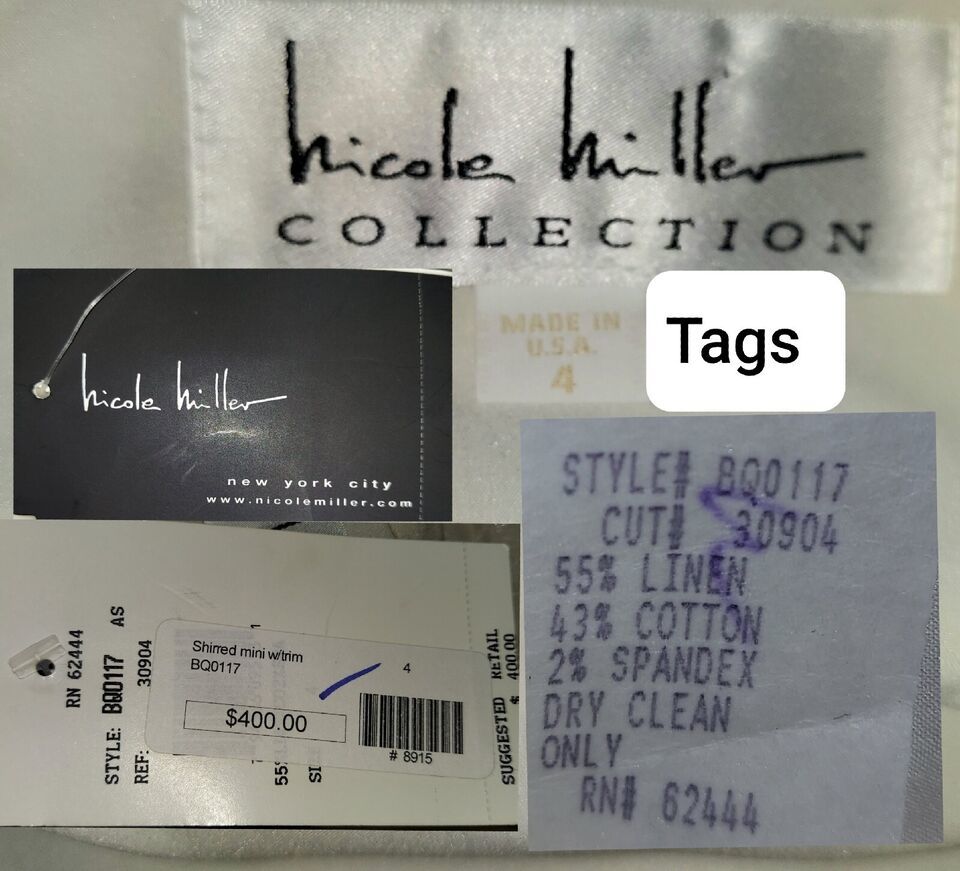 nicole miller
COLLECTION
MADE IN
U.S.A.
4
Tags
nicole miller
new york city
www.nicolemiller.com
STYLE# BQ0117
CUT# 30904
55% LINEN
43% COTTON
2% SPANDEX
DRY CLEAN
ONLY
RN# 62444
RN 62444
STYLE: BQ0117 AS
REF: 30904
Shirred mini w/trim
BQ0117 4
$400.00
# 8915
55%
SUGGESTED RETAIL
$ 400.00